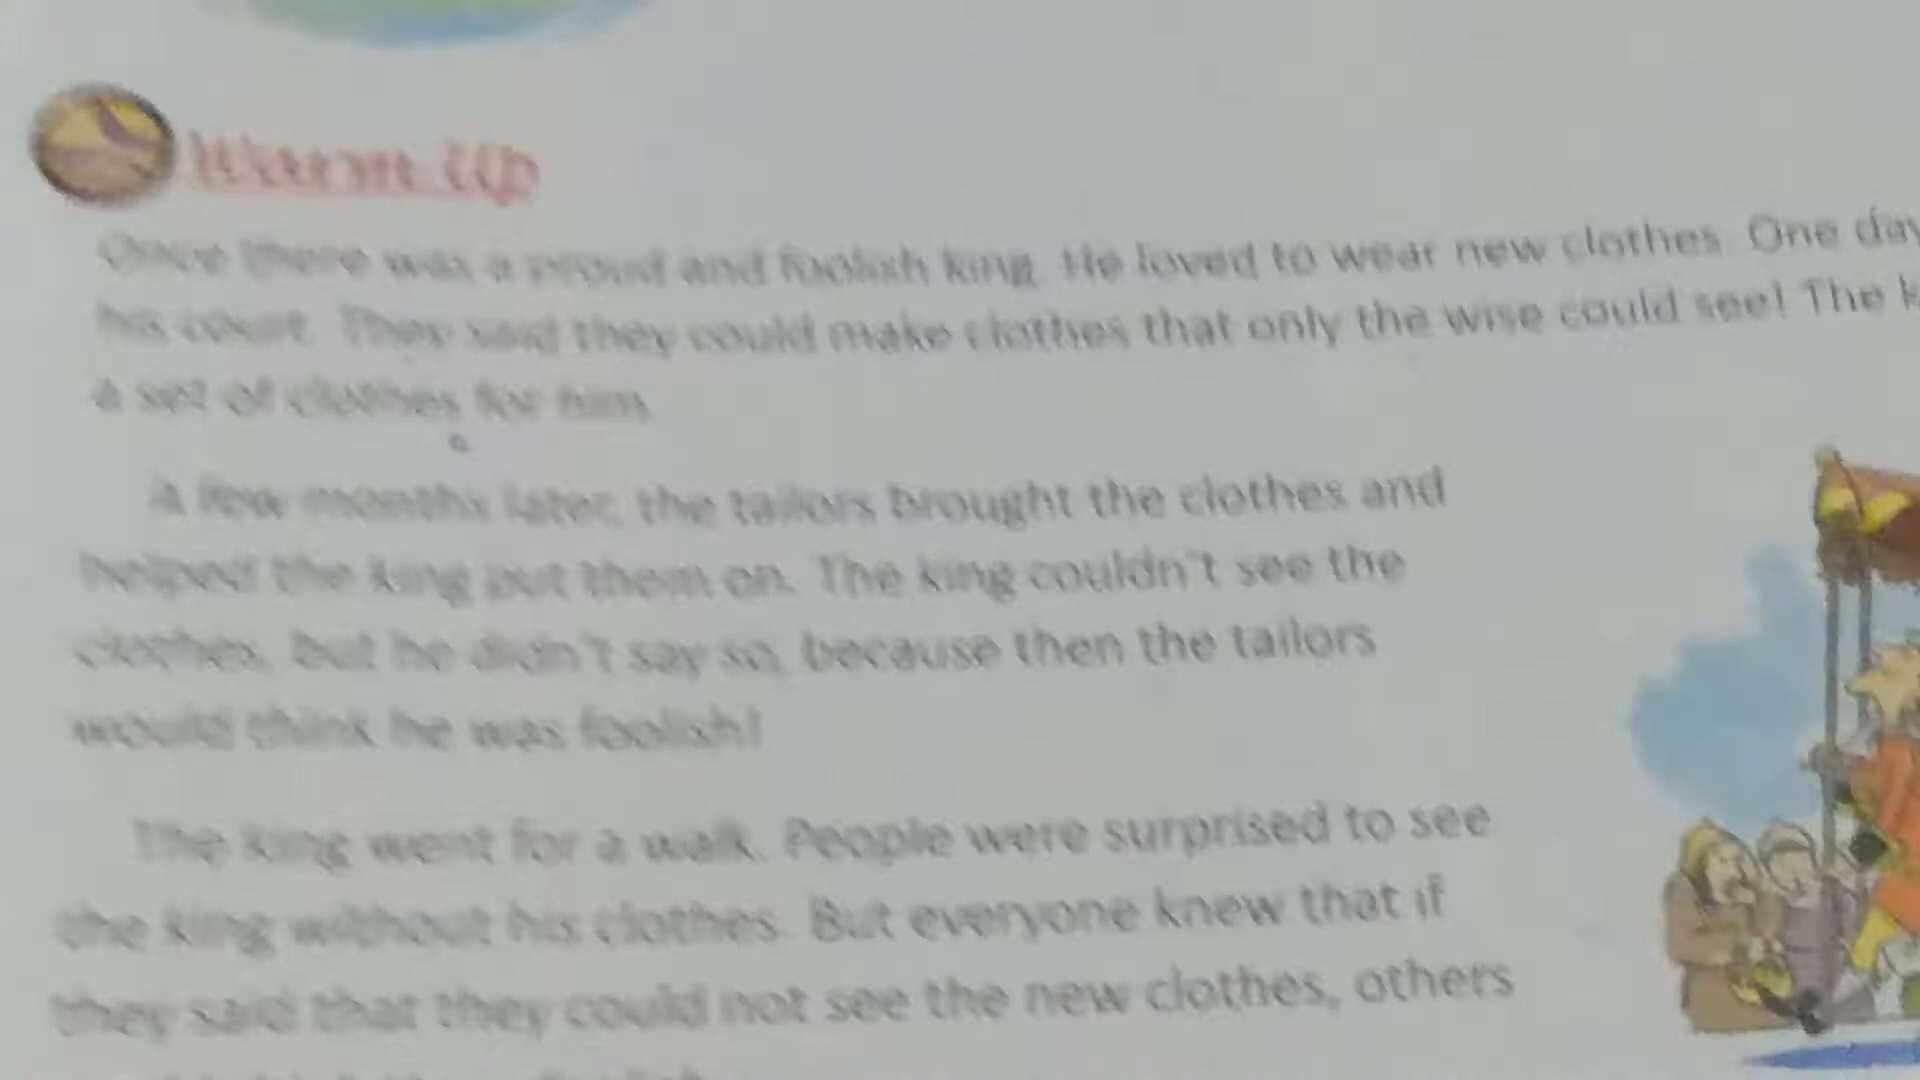 Warm Up
Once there was a proud and foolish king. He loved to wear new clothes. One day
his court. They said they could make clothes that only the wise could see! The k
a set of clothes for him.
A few months later, the tailors brought the clothes and
helped the king put them on. The king couldn't see the
clothes, but he didn't say so, because then the tailors
would think he was foolish!
The king went for a walk. People were surprised to see
the king without his clothes. But everyone knew that if
they said that they could not see the new clothes, others